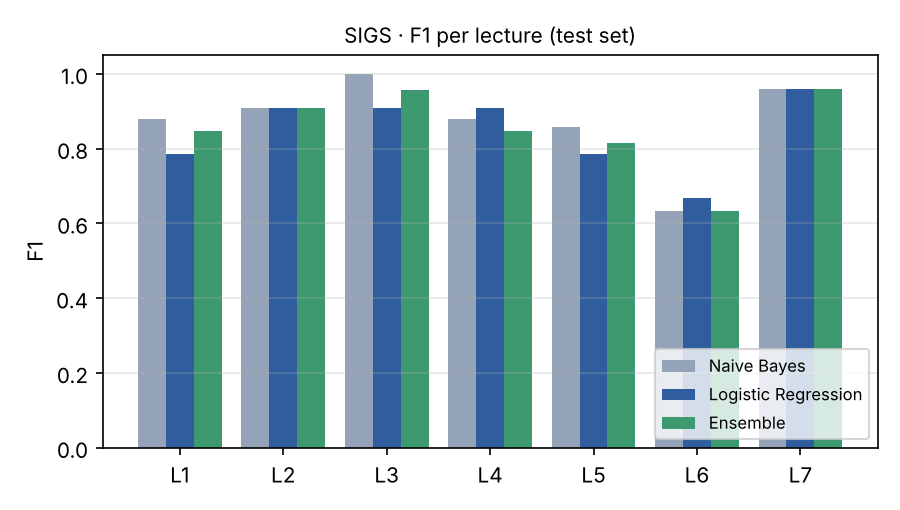 SIGS · F1 per lecture (test set)
F1
1.0
0.8
0.6
0.4
0.2
0.0
L1 L2 L3 L4 L5 L6 L7
Naive Bayes
Logistic Regression
Ensemble